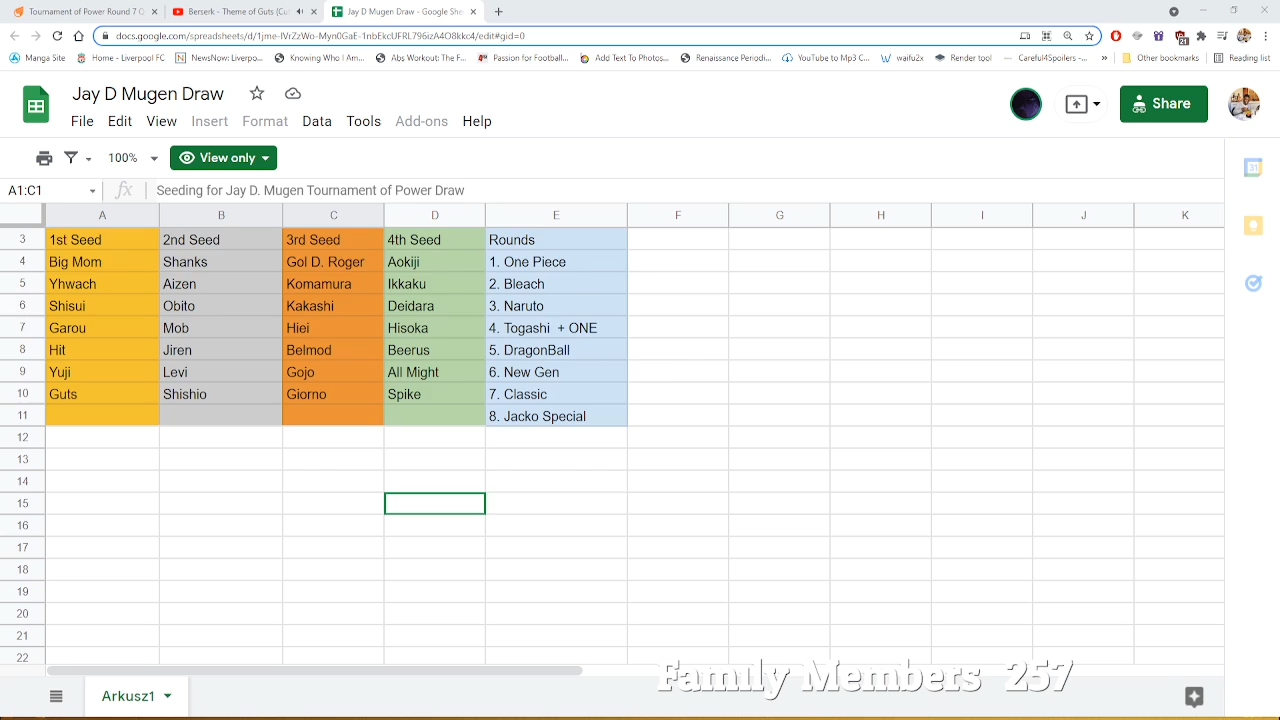 Tournament of Power Round 7 O
Berserk - Theme of Guts (Cut
Jay D Mugen Draw - Google She
docs.google.com/spreadsheets/d/1jme-IVrZzWo-Myn0GaE-1nbEkcUFRL796izA4O8kkc4/edit#gid=0
Manga Site
Home - Liverpool FC
NewsNow: Liverpo...
Knowing Who I Am...
Abs Workout: The F...
Passion for Football...
Add Text To Photos...
Renaissance Periodi...
YouTube to Mp3 C...
waifu2x
Render tool
Careful4Spoilers -...
»
Other bookmarks
Reading list
Jay D Mugen Draw
File Edit View Insert Format Data Tools Add-ons Help
Share
100%
View only
31
A1:C1
fx
Seeding for Jay D. Mugen Tournament of Power Draw
A B C D E F G H I J K
3 1st Seed 2nd Seed 3rd Seed 4th Seed Rounds
4 Big Mom Shanks Gol D. Roger Aokiji 1. One Piece
5 Yhwach Aizen Komamura Ikkaku 2. Bleach
6 Shisui Obito Kakashi Deidara 3. Naruto
7 Garou Mob Hiei Hisoka 4. Togashi + ONE
8 Hit Jiren Belmod Beerus 5. DragonBall
9 Yuji Levi Gojo All Might 6. New Gen
10 Guts Shishio Giorno Spike 7. Classic
11 8. Jacko Special
12
13
14
15
16
17
18
19
20
21
22
Family Members 257
Arkusz1